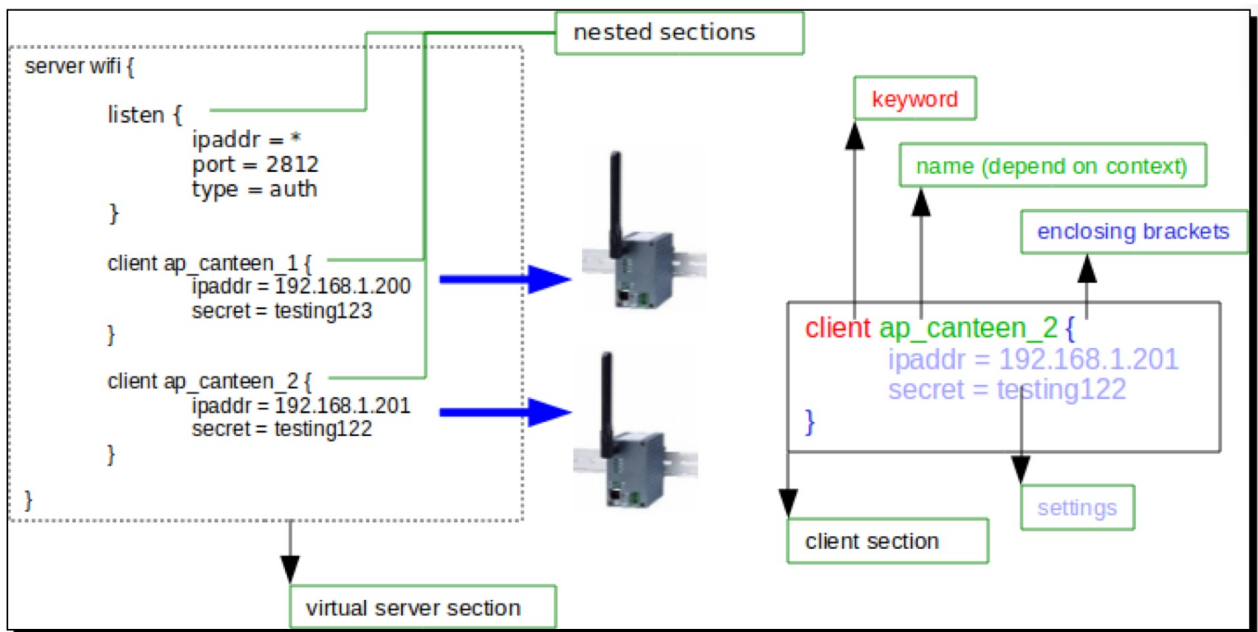 nested sections
server wifi {
listen {
ipaddr = *
port = 2812
type = auth
}
client ap_canteen_1 {
ipaddr = 192.168.1.200
secret = testing123
}
client ap_canteen_2 {
ipaddr = 192.168.1.201
secret = testing122
}
}
virtual server section
keyword
name (depend on context)
enclosing brackets
client ap_canteen_2 {
ipaddr = 192.168.1.201
secret = testing122
}
settings
client section